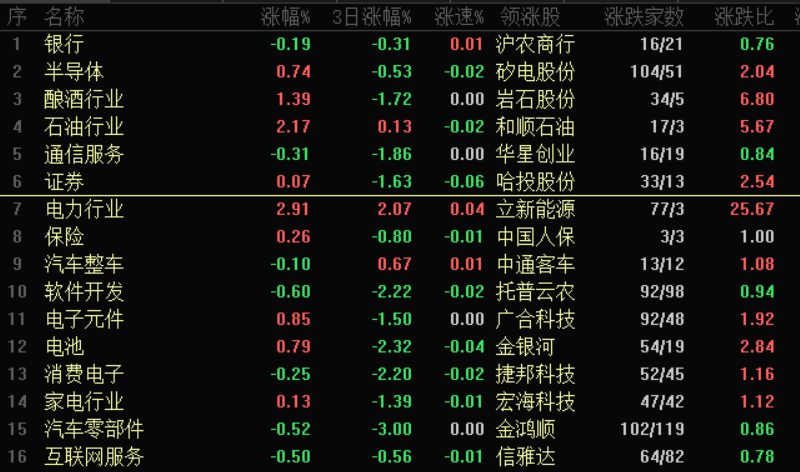 序 名称 涨幅% 3日涨幅% 涨速% 领涨股 涨跌家数 涨跌比
1 银行 -0.19 -0.31 0.01 沪农商行 16/21 0.76
2 半导体 0.74 -0.53 -0.02 矽电股份 104/51 2.04
3 酿酒行业 1.39 -1.72 0.00 岩石股份 34/5 6.80
4 石油行业 2.17 0.13 -0.02 和顺石油 17/3 5.67
5 通信服务 -0.31 -1.86 0.00 华星创业 16/19 0.84
6 证券 0.07 -1.63 -0.06 哈投股份 33/13 2.54
7 电力行业 2.91 2.07 0.04 立新能源 77/3 25.67
8 保险 0.26 -0.80 -0.01 中国人保 3/3 1.00
9 汽车整车 -0.10 0.67 0.01 中通客车 13/12 1.08
10 软件开发 -0.60 -2.22 -0.02 托普云农 92/98 0.94
11 电子元件 0.85 -1.50 0.00 广合科技 92/48 1.92
12 电池 0.79 -2.32 -0.04 金银河 54/19 2.84
13 消费电子 -0.25 -2.20 -0.02 捷邦科技 52/45 1.16
14 家电行业 0.13 -1.39 -0.01 宏海科技 47/42 1.12
15 汽车零部件 -0.52 -3.00 0.00 金鸿顺 102/119 0.86
16 互联网服务 -0.50 -0.56 -0.01 信雅达 64/82 0.78